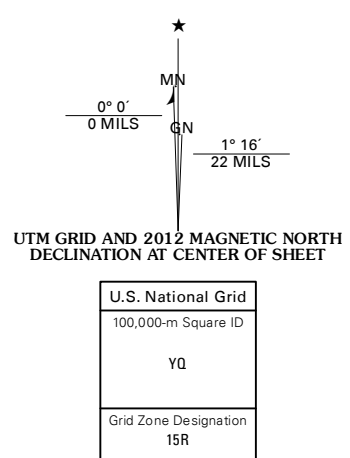 ★
MN
0° 0´
0 MILS
GN
1° 16´
22 MILS
UTM GRID AND 2012 MAGNETIC NORTH
DECLINATION AT CENTER OF SHEET
U.S. National Grid
100,000-m Square ID
YQ
Grid Zone Designation
15R